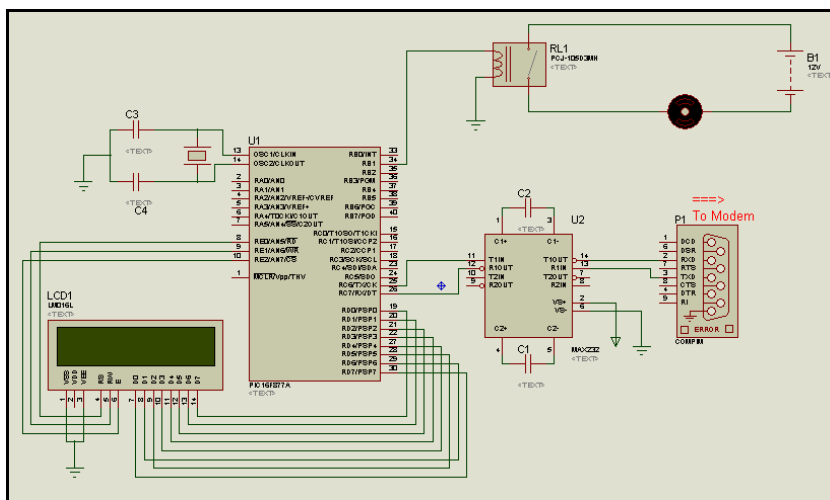 RL1
PCJ-105D3MH
<TEXT>
B1
12V
<TEXT>
C3
<TEXT>
C4
<TEXT>
U1
13 OSC1/CLKIN
14 OSC2/CLKOUT
2 RA0/AN0
3 RA1/AN1
4 RA2/AN2/VREF-/CVREF
5 RA3/AN3/VREF+
6 RA4/T0CKI/C1OUT
7 RA5/AN4/SS/C2OUT
8 RE0/AN5/RD
9 RE1/AN6/WR
10 RE2/AN7/CS
1 MCLR/Vpp/THV
RB0/INT 33
RB1 34
RB2 35
RB3/PGM 36
RB4 37
RB5 38
RB6/PGC 39
RB7/PGD 40
RC0/T1OSO/T1CKI 15
RC1/T1OSI/CCP2 16
RC2/CCP1 17
RC3/SCK/SCL 18
RC4/SDI/SDA 23
RC5/SDO 24
RC6/TX/CK 25
RC7/RX/DT 26
RD0/PSP0 19
RD1/PSP1 20
RD2/PSP2 21
RD3/PSP3 22
RD4/PSP4 27
RD5/PSP5 28
RD6/PSP6 29
RD7/PSP7 30
PIC16F877A
<TEXT>
C2
<TEXT>
U2
1 3
C1+ C1-
11 T1IN T1OUT 14
12 R1OUT R1IN 13
10 T2IN T2OUT 7
9 R2OUT R2IN 8
VS+ 2
VS- 6
C2+ C2-
4 5
C1
<TEXT>
MAX232
<TEXT>
===>
To Modem
P1
1 DCD
6 DSR
2 RXD
7 RTS
3 TXD
8 CTS
4 DTR
9 RI
ERROR
COMPIM
<TEXT>
LCD1
LM016L
VSS VDD VEE RS RW E D0 D1 D2 D3 D4 D5 D6 D7
1 2 3 4 5 6 7 8 9 10 11 12 13 14
<TEXT>